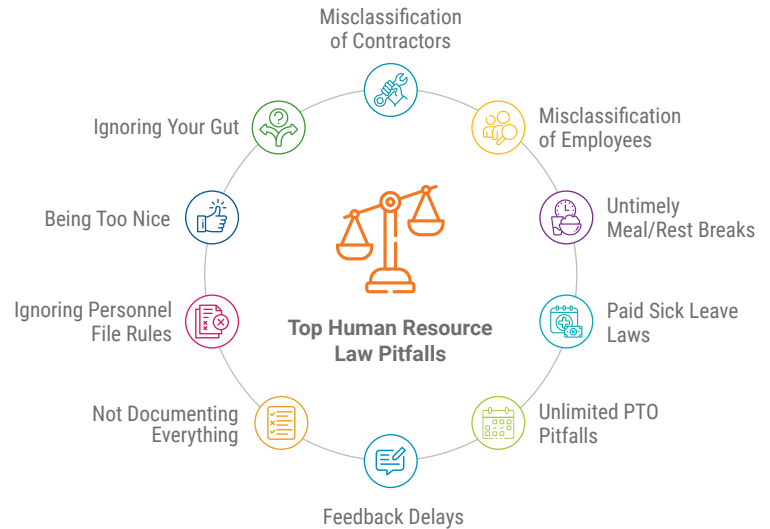 Misclassification
of Contractors
Misclassification
of Employees
Untimely
Meal/Rest Breaks
Paid Sick Leave
Laws
Unlimited PTO
Pitfalls
Feedback Delays
Not Documenting
Everything
Ignoring Personnel
File Rules
Being Too Nice
Ignoring Your Gut
Top Human Resource
Law Pitfalls